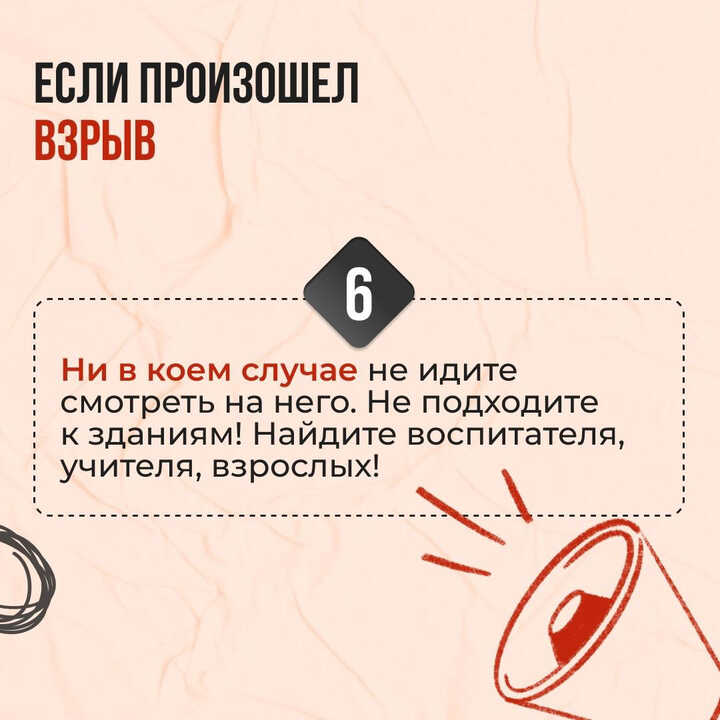 ЕСЛИ ПРОИЗОШЕЛ
ВЗРЫВ
6
Ни в коем случае не идите
смотреть на него. Не подходите
к зданиям! Найдите воспитателя,
учителя, взрослых!